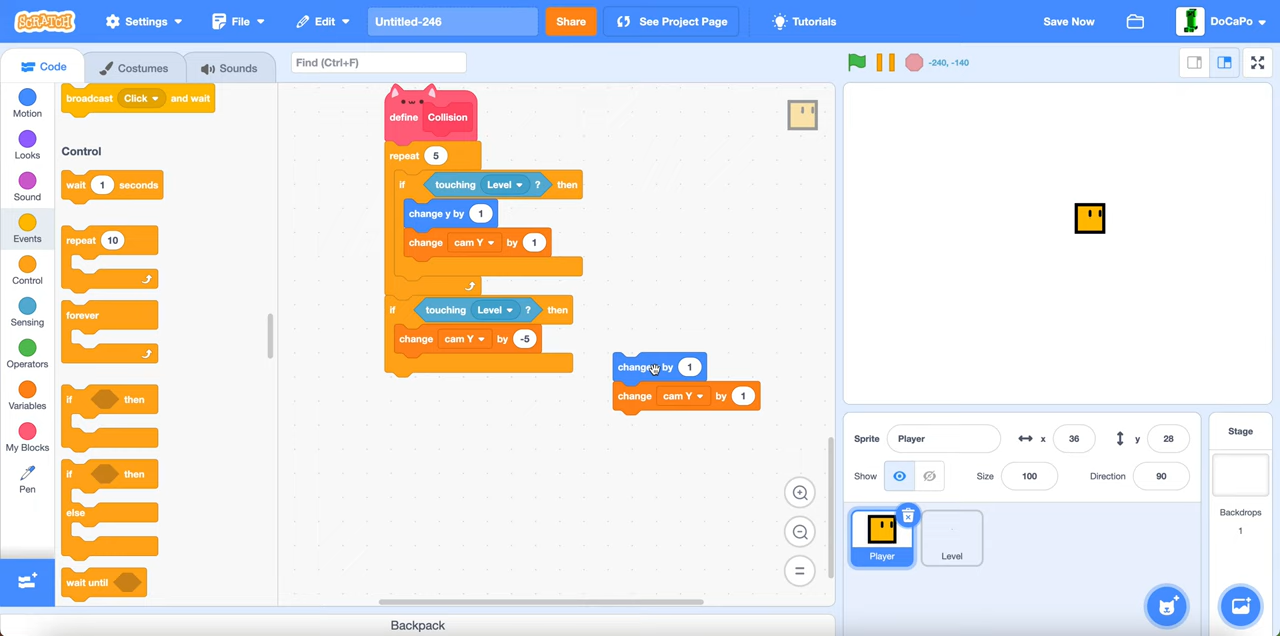 SCRATCH Settings File Edit Untitled-246 Share See Project Page Tutorials Save Now DoCaPo
Code Costumes Sounds Find (Ctrl+F) -240, -140
Motion
Looks
Sound
Events
Control
Sensing
Operators
Variables
My Blocks
Pen
broadcast Click and wait
Control
wait 1 seconds
repeat 10
forever
if then
if then
else
wait until
define Collision
repeat 5
if touching Level ? then
change y by 1
change cam Y by 1
if touching Level ? then
change cam Y by -5
by 1
change cam Y by 1
Backpack
Sprite Player x 36 y 28
Show Size 100 Direction 90
Player Level
Stage
Backdrops
1